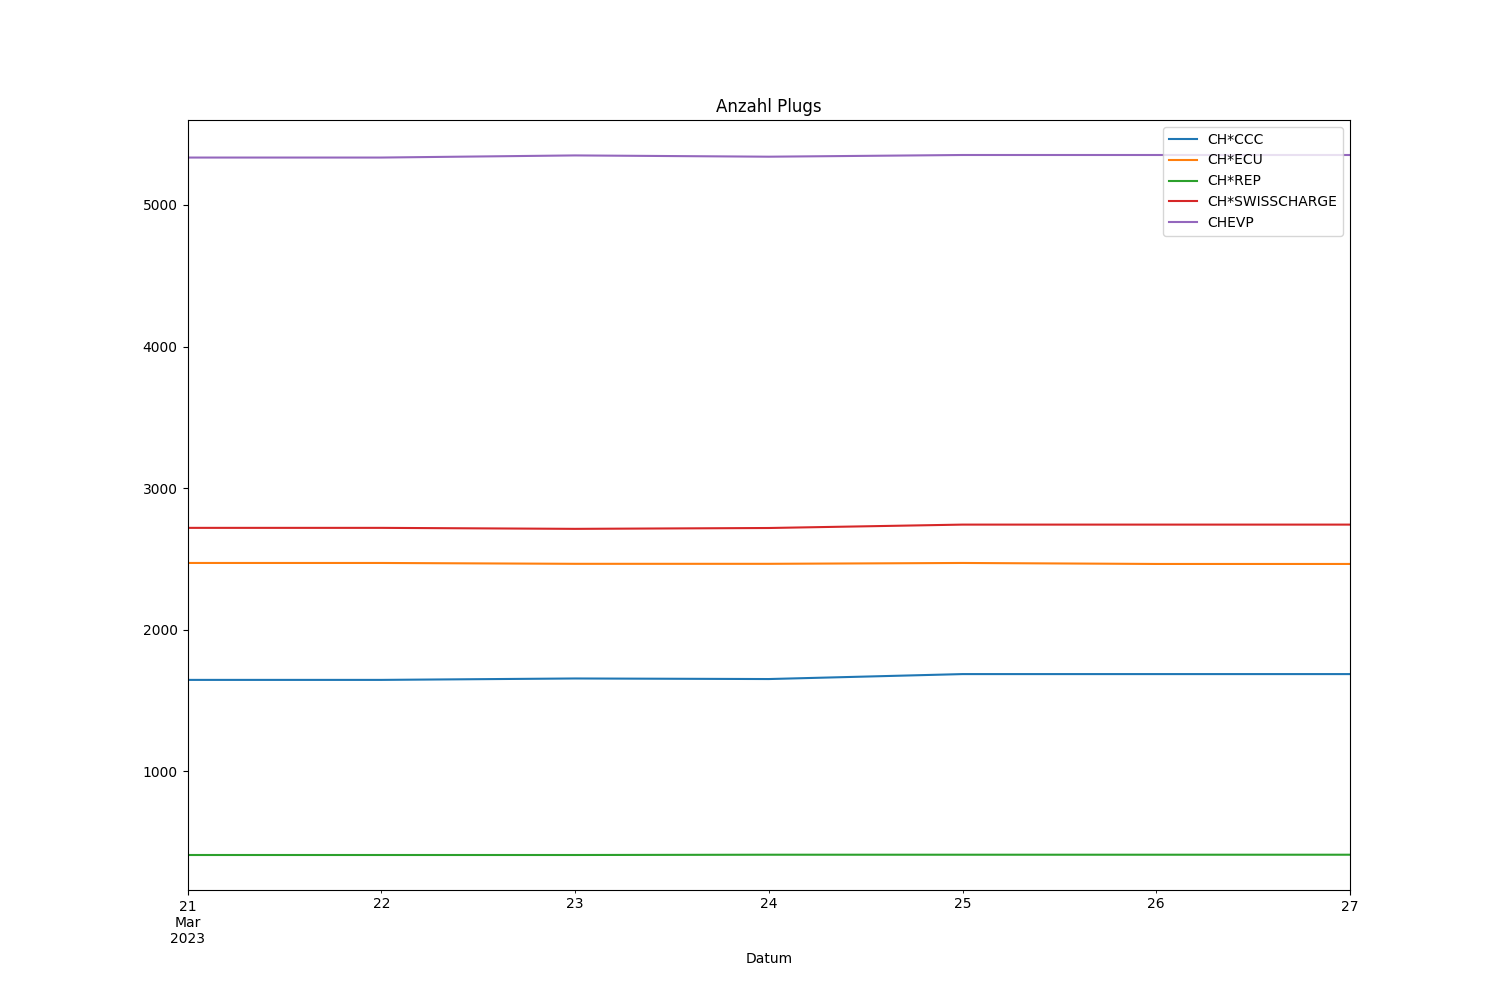 Anzahl Plugs
CH*CCC
CH*ECU
CH*REP
CH*SWISSCHARGE
CHEVP
5000
4000
3000
2000
1000
21 22 23 24 25 26 27
Mar
2023
Datum